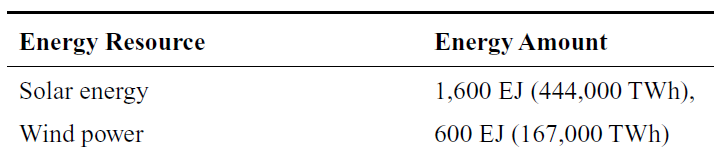 Energy Resource Energy Amount
Solar energy 1,600 EJ (444,000 TWh),
Wind power 600 EJ (167,000 TWh)